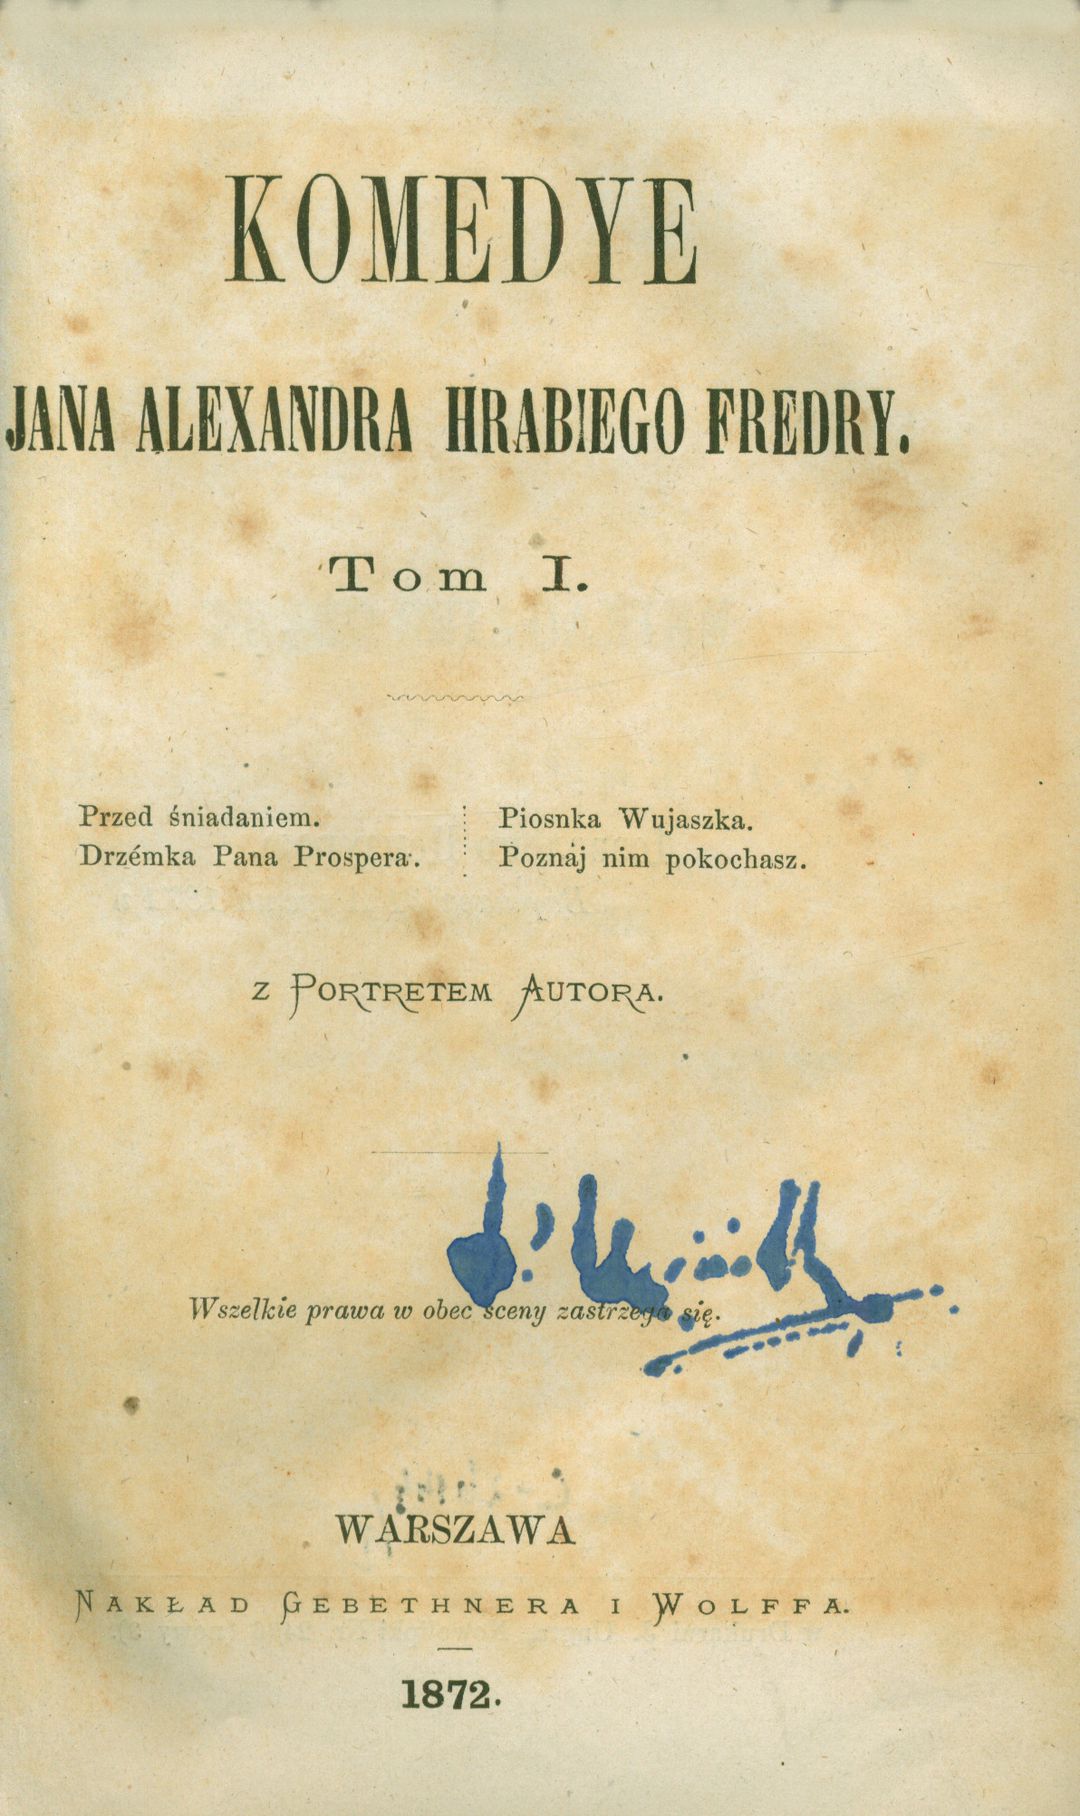 KOMEDYE
JANA ALEXANDRA HRABIEGO FREDRY.
Tom I.
Przed śniadaniem.
Drzémka Pana Prospera.
Piosnka Wujaszka.
Poznaj nim pokochasz.
Z PORTRETEM AUTORA.
Wszelkie prawa w obec sceny zastrzega się.
WARSZAWA
NAKŁAD GEBETHNERA I WOLFFA.
1872.